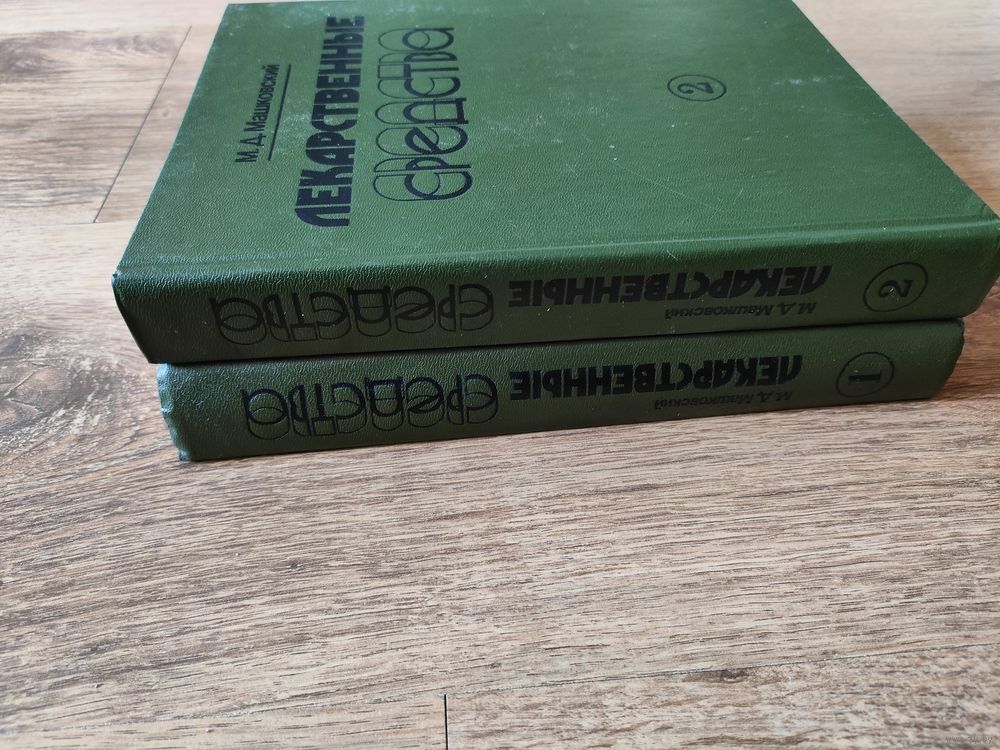 М. Д. Машковский
ЛЕКАРСТВЕННЫЕ
СРЕДСТВА
2
М. Д. Машковский
ЛЕКАРСТВЕННЫЕ
СРЕДСТВА
2
М. Д. Машковский
ЛЕКАРСТВЕННЫЕ
СРЕДСТВА
1